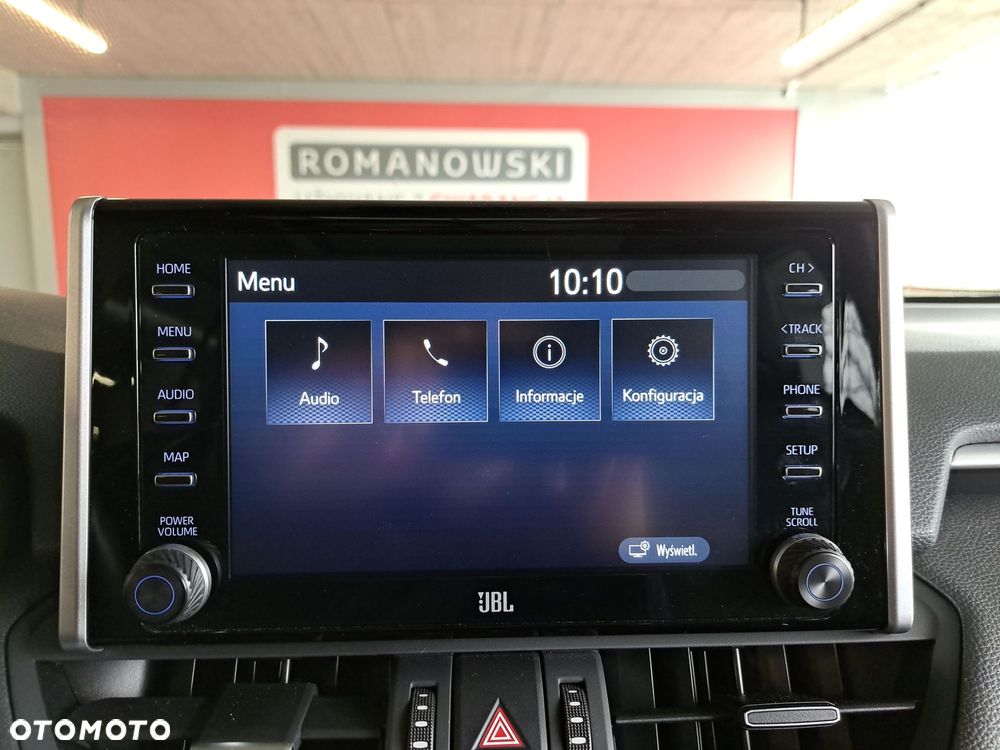 ROMANOWSKI
HOME
CH >
Menu
10:10
MENU
< TRACK
AUDIO
PHONE
Audio
Telefon
Informacje
Konfiguracja
MAP
SETUP
POWER
VOLUME
TUNE
SCROLL
Wyświetl.
JBL
OTOMOTO